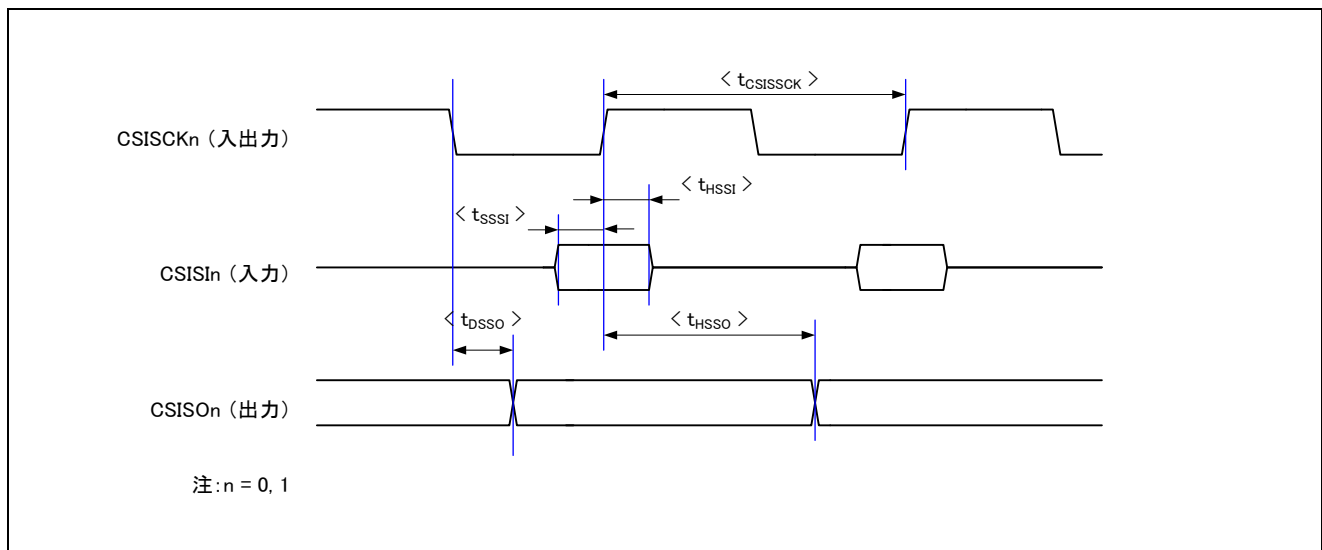 < tCSISSCK >
CSISCKn (入出力)
< tHSSI >
< tSSSI >
CSISIn (入力)
< tDSSO >
< tHSSO >
CSISOn (出力)
注:n = 0, 1